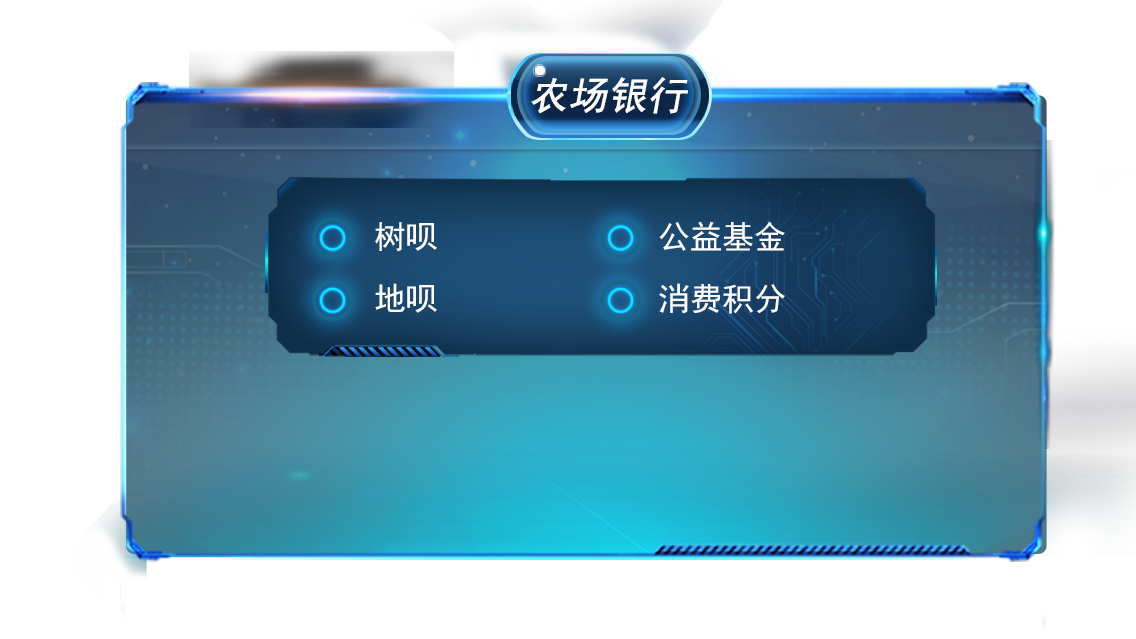 农场银行
树呗 公益基金
地呗 消费积分